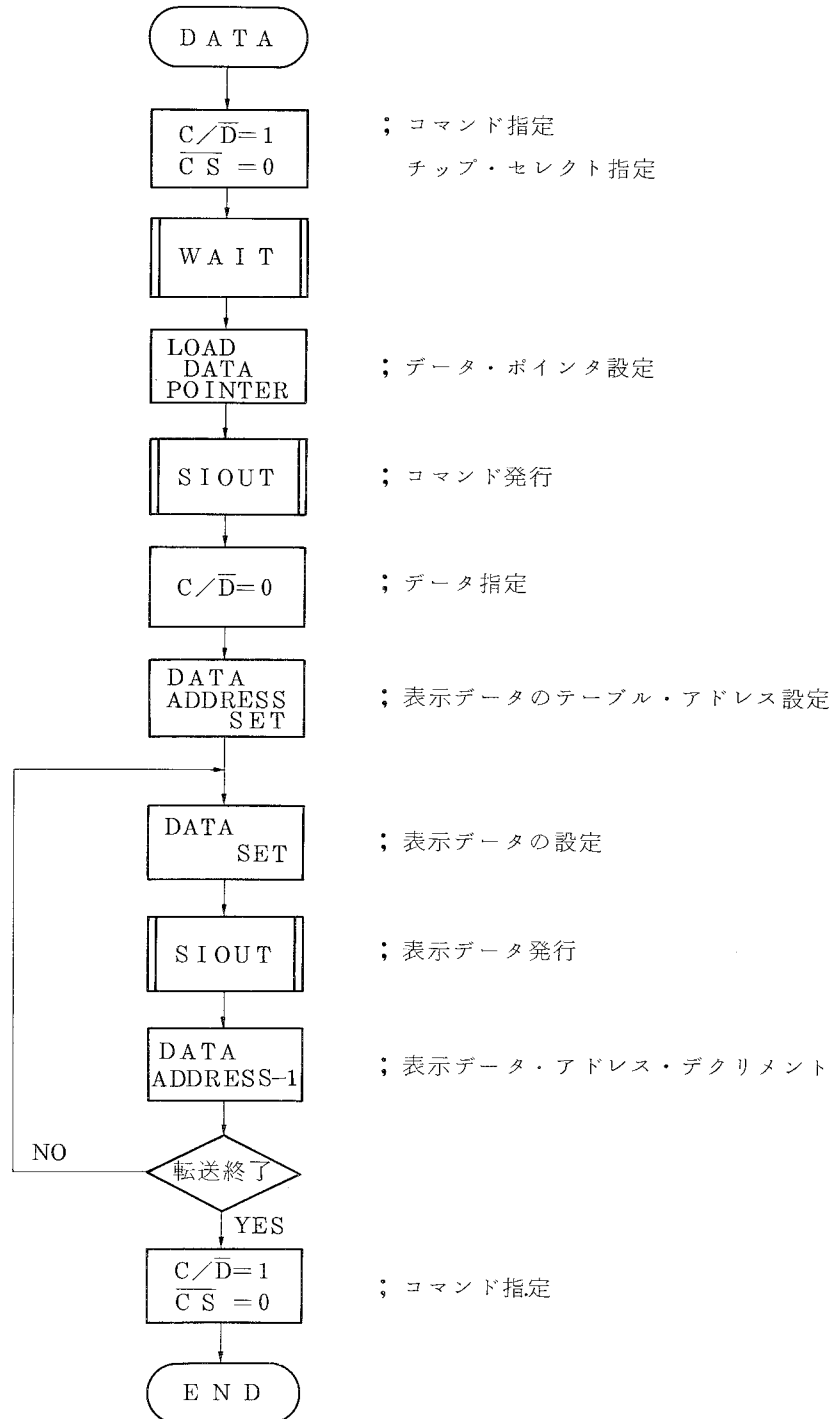 DATA
C/D̅=1
C̅S̅ =0
; コマンド指定
チップ・セレクト指定
WAIT
LOAD
DATA
POINTER
; データ・ポインタ設定
SIOUT
; コマンド発行
C/D̅=0
; データ指定
DATA
ADDRESS
SET
; 表示データのテーブル・アドレス設定
DATA
SET
; 表示データの設定
SIOUT
; 表示データ発行
DATA
ADDRESS-1
; 表示データ・アドレス・デクリメント
NO
転送終了
YES
C/D̅=1
C̅S̅ =0
; コマンド指定
END